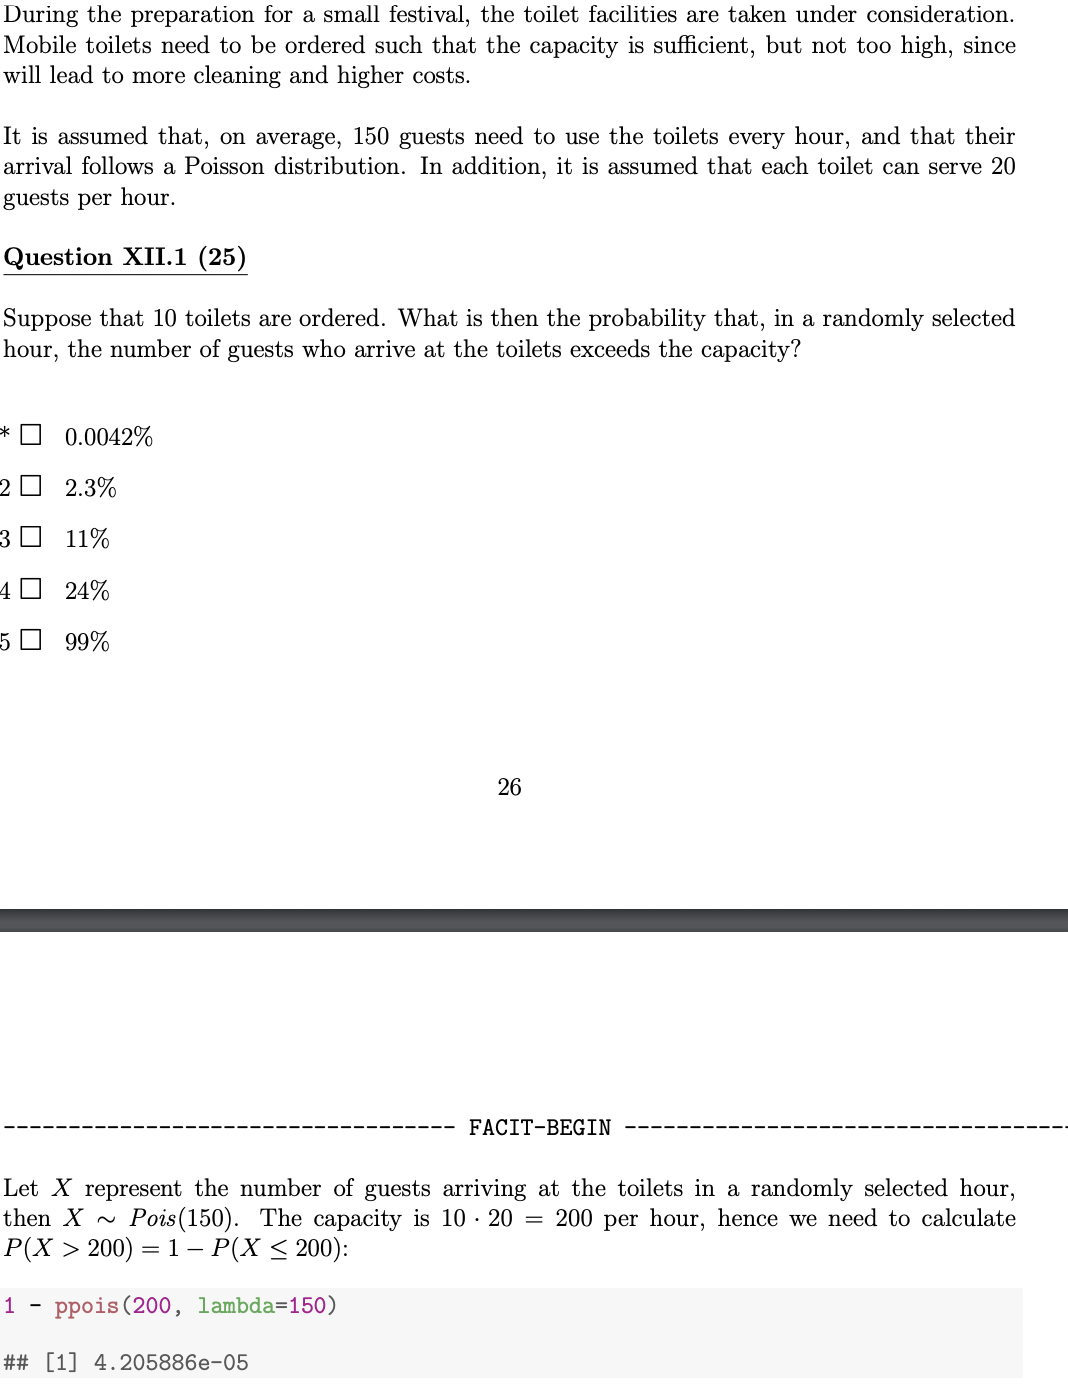 During the preparation for a small festival, the toilet facilities are taken under consideration.
Mobile toilets need to be ordered such that the capacity is sufficient, but not too high, since
will lead to more cleaning and higher costs.
It is assumed that, on average, 150 guests need to use the toilets every hour, and that their
arrival follows a Poisson distribution. In addition, it is assumed that each toilet can serve 20
guests per hour.
Question XII.1 (25)
Suppose that 10 toilets are ordered. What is then the probability that, in a randomly selected
hour, the number of guests who arrive at the toilets exceeds the capacity?
* □ 0.0042%
2 □ 2.3%
3 □ 11%
4 □ 24%
5 □ 99%
26
----------------------------------- FACIT-BEGIN -----------------------------------
Let X represent the number of guests arriving at the toilets in a randomly selected hour,
then X ∼ Pois(150). The capacity is 10 · 20 = 200 per hour, hence we need to calculate
P(X > 200) = 1 − P(X ≤ 200):
1 - ppois(200, lambda=150)
## [1] 4.205886e-05